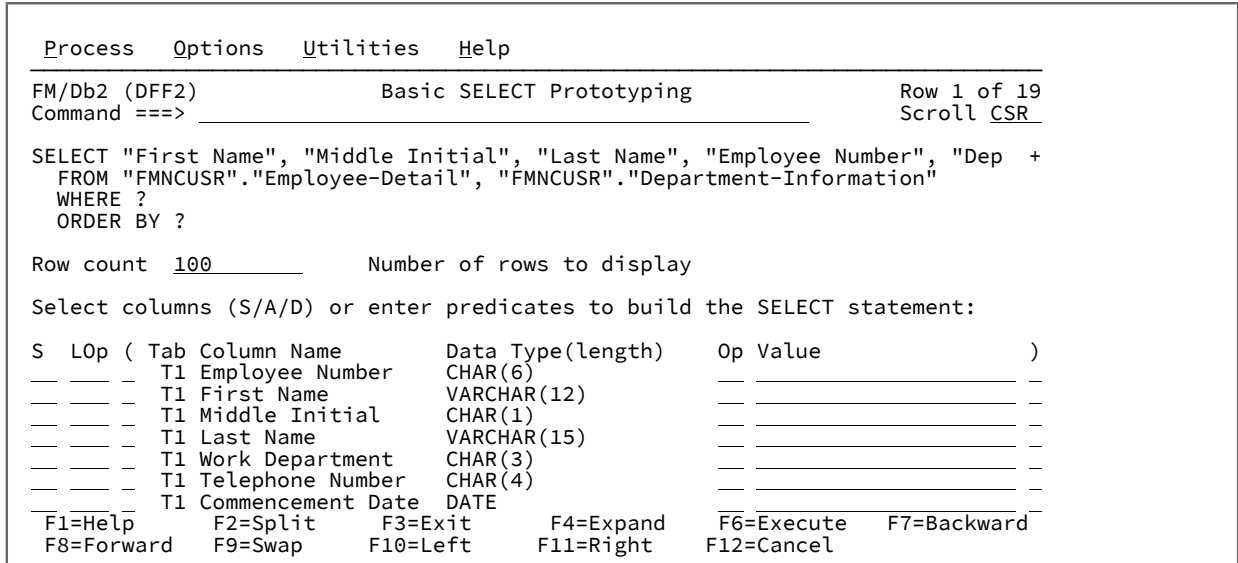 Process   Options   Utilities   Help
FM/Db2 (DFF2)              Basic SELECT Prototyping                Row 1 of 19
Command ===>                                                       Scroll CSR
SELECT "First Name", "Middle Initial", "Last Name", "Employee Number", "Dep  +
FROM "FMNCUSR"."Employee-Detail", "FMNCUSR"."Department-Information"
WHERE ?
ORDER BY ?
Row count  100             Number of rows to display
Select columns (S/A/D) or enter predicates to build the SELECT statement:
S  LOp ( Tab Column Name        Data Type(length)    Op Value                )
T1 Employee Number    CHAR(6)
T1 First Name         VARCHAR(12)
T1 Middle Initial     CHAR(1)
T1 Last Name          VARCHAR(15)
T1 Work Department    CHAR(3)
T1 Telephone Number   CHAR(4)
T1 Commencement Date  DATE
F1=Help      F2=Split     F3=Exit      F4=Expand    F6=Execute   F7=Backward
F8=Forward   F9=Swap     F10=Left     F11=Right    F12=Cancel